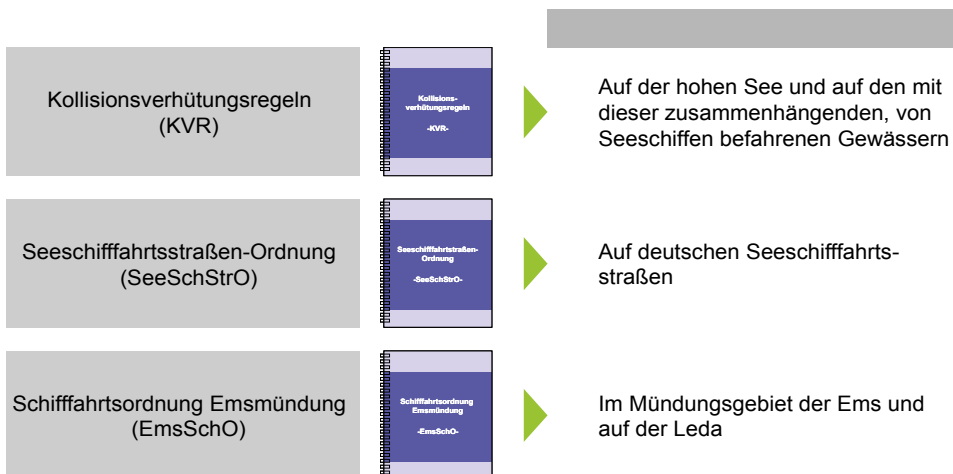 Kollisionsverhütungsregeln
(KVR)
Kollisions-
verhütungsregeln
-KVR-
Auf der hohen See und auf den mit
dieser zusammenhängenden, von
Seeschiffen befahrenen Gewässern
Seeschifffahrtsstraßen-Ordnung
(SeeSchStrO)
Seeschifffahrtstraßen-
Ordnung
-SeeSchStrO-
Auf deutschen Seeschifffahrts-
straßen
Schifffahrtsordnung Emsmündung
(EmsSchO)
Schifffahrtsordnung
Emsmündung
-EmsSchO-
Im Mündungsgebiet der Ems und
auf der Leda